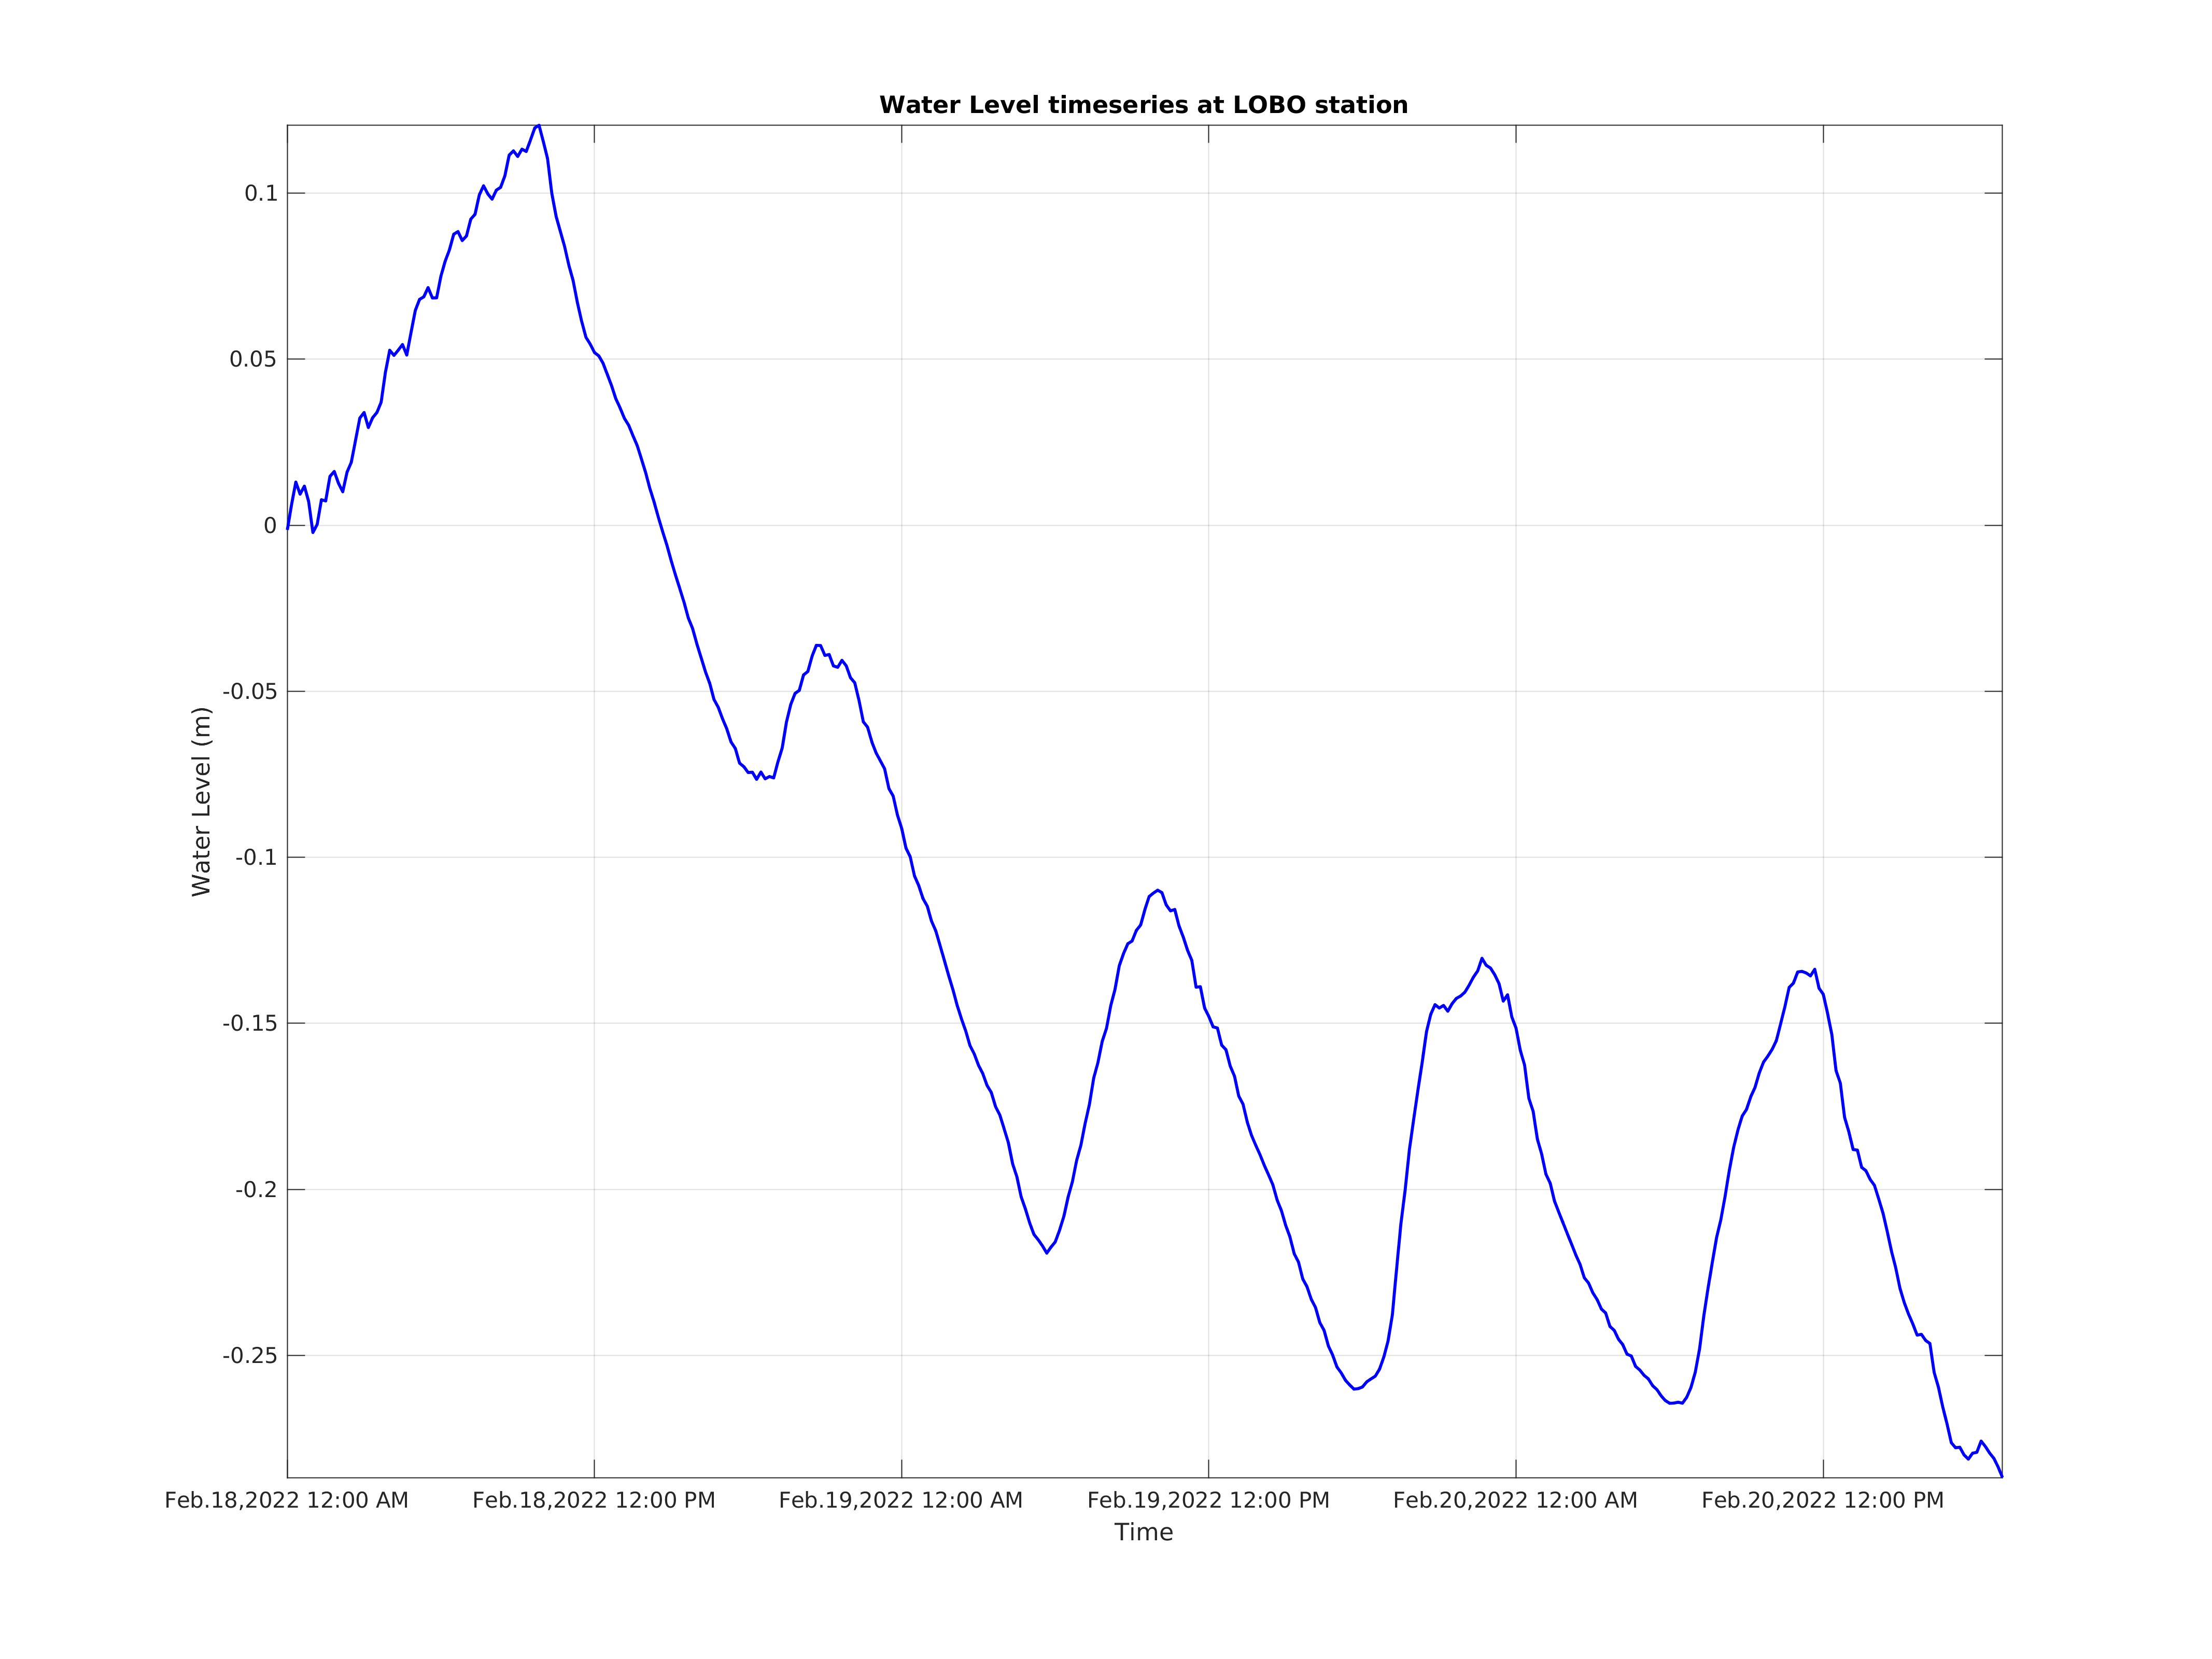 Water Level timeseries at LOBO station
0.1
0.05
0
-0.05
-0.1
-0.15
-0.2
-0.25
Water Level (m)
Feb.18,2022 12:00 AM
Feb.18,2022 12:00 PM
Feb.19,2022 12:00 AM
Feb.19,2022 12:00 PM
Feb.20,2022 12:00 AM
Feb.20,2022 12:00 PM
Time